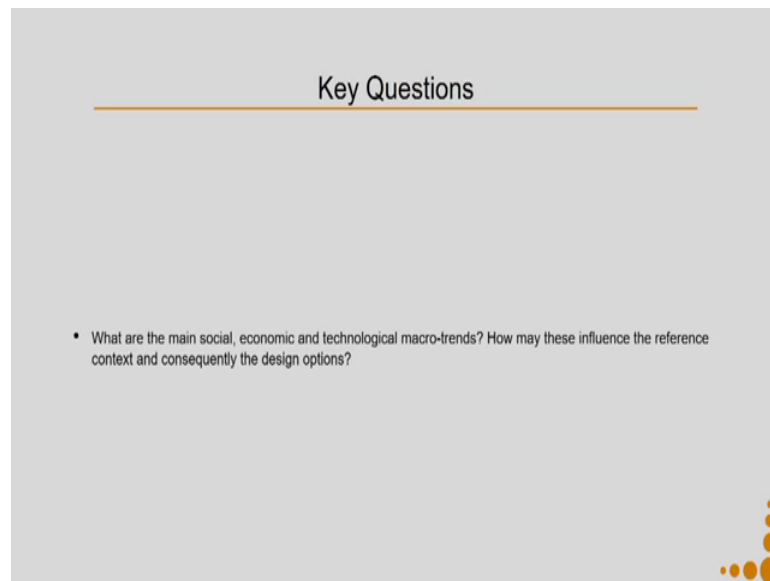 Key Questions
• What are the main social, economic and technological macro-trends? How may these influence the reference
context and consequently the design options?